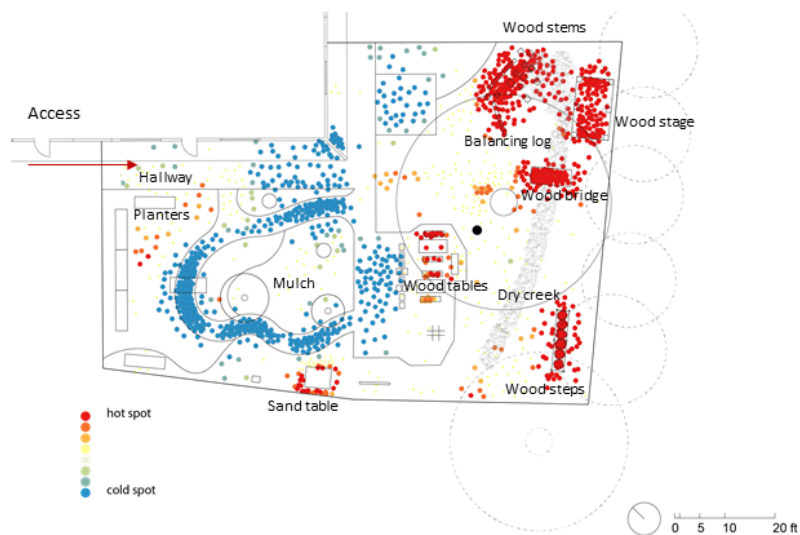 Wood stems
Access
Wood stage
Balancing log
Hallway
Wood bridge
Planters
Mulch
Wood tables
Dry creek
Wood steps
Sand table
hot spot
cold spot
0 5 10 20 ft